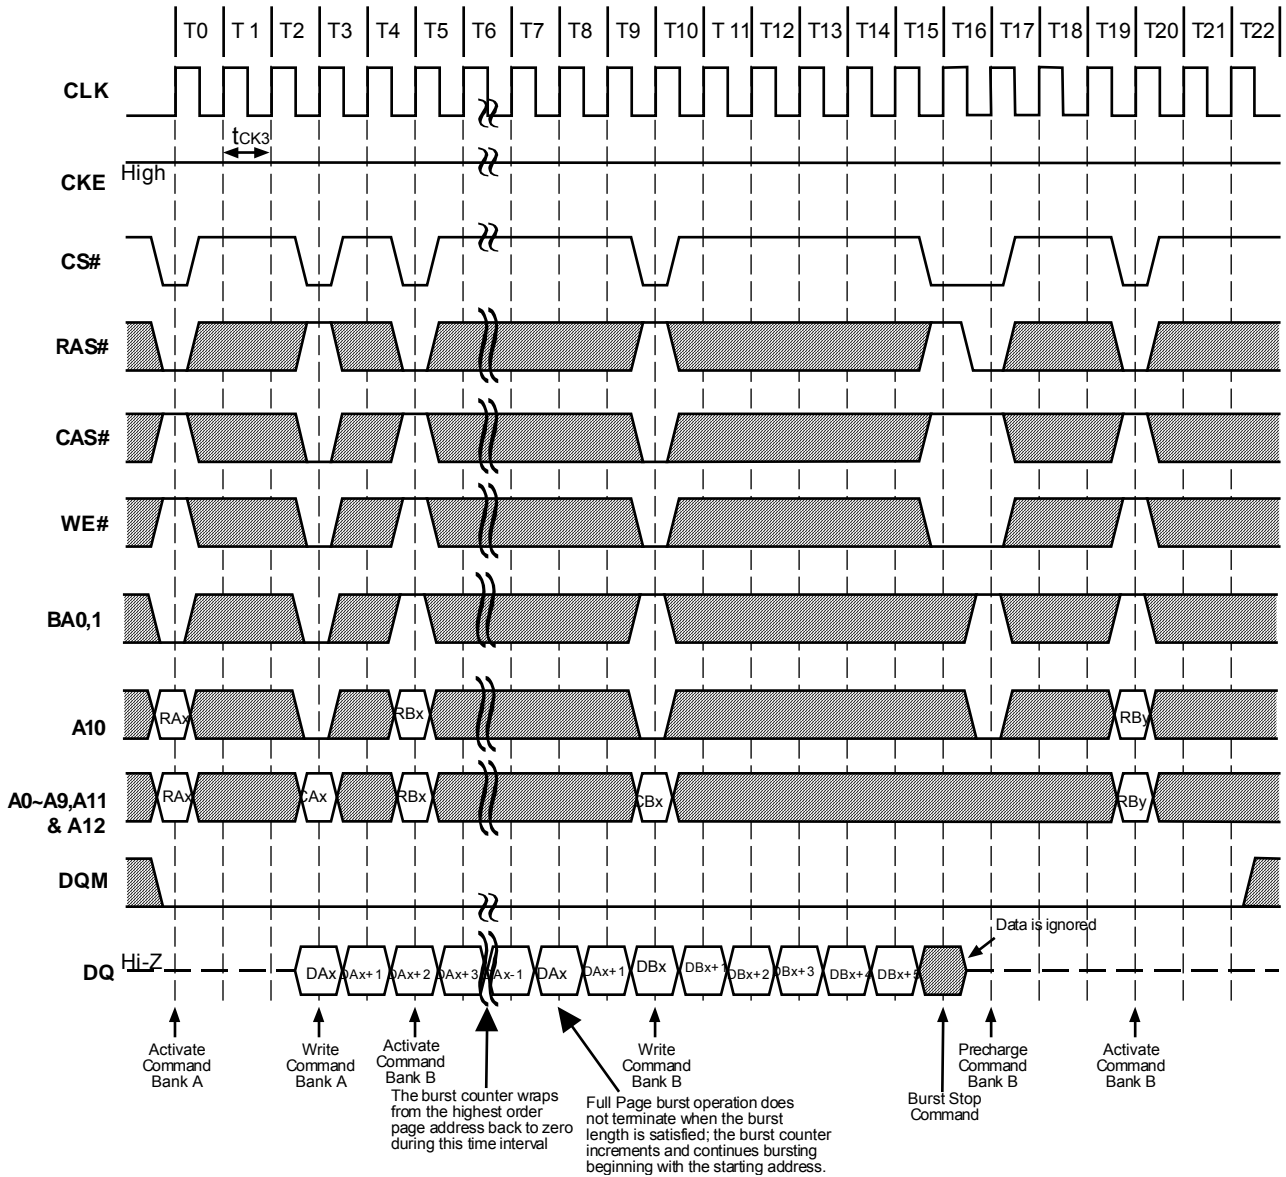 T0 T 1 T2 T3 T4 T5 T6 T7 T8 T9 T10 T 11 T12 T13 T14 T15 T16 T17 T18 T19 T20 T21 T22
CLK
tCK3
High
CKE
CS#
RAS#
CAS#
WE#
BA0,1
A10
RAx RBx RBy
A0~A9,A11
& A12
RAx CAx RBx CBx RBy
DQM
Data is ignored
Hi-Z
DQ
DAx DAx+1 DAx+2 DAx+3 DAx-1 DAx DAx+1 DBx DBx+1 DBx+2 DBx+3 DBx+4 DBx+5
Activate
Command
Bank A
Write
Command
Bank A
Activate
Command
Bank B
The burst counter wraps
from the highest order
page address back to zero
during this time interval
Full Page burst operation does
not terminate when the burst
length is satisfied; the burst counter
increments and continues bursting
beginning with the starting address.
Write
Command
Bank B
Burst Stop
Command
Precharge
Command
Bank B
Activate
Command
Bank B